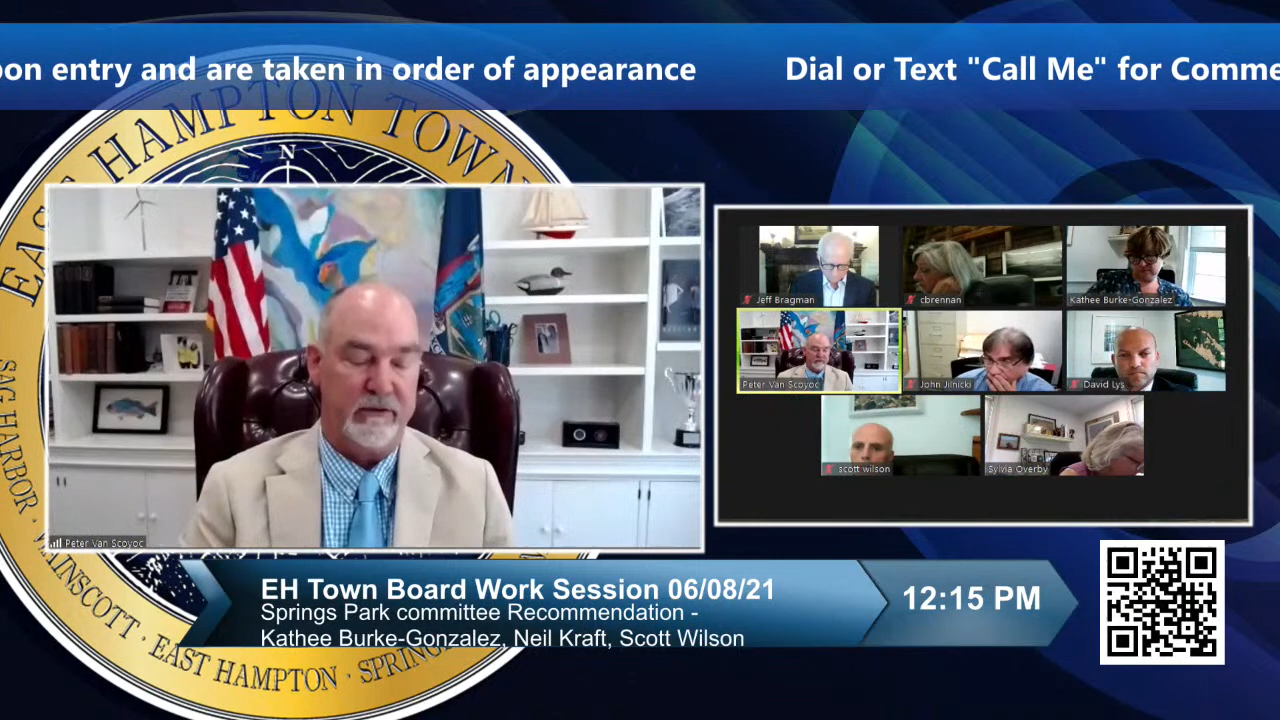 pon entry and are taken in order of appearance
Dial or Text "Call Me" for Comme
EAST HAMPTON TOWN
N
SAG HARBOR · WAINSCOTT · EAST HAMPTON · SPRING
Peter Van Scoyoc
Jeff Bragman
cbrennan
Kathee Burke-Gonzalez
Peter Van Scoyoc
John Jilnicki
David Lys
scott wilson
Sylvia Overby
EH Town Board Work Session 06/08/21
Springs Park committee Recommendation -
Kathee Burke-Gonzalez, Neil Kraft, Scott Wilson
12:15 PM